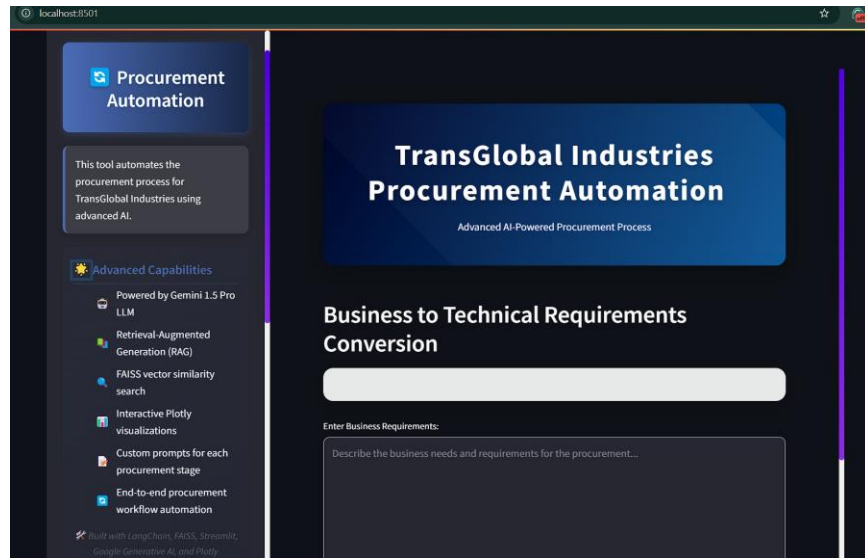 localhost:8501
Procurement
Automation
This tool automates the
procurement process for
TransGlobal Industries using
advanced AI.
Advanced Capabilities
Powered by Gemini 1.5 Pro
LLM
Retrieval-Augmented
Generation (RAG)
FAISS vector similarity
search
Interactive Plotly
visualizations
Custom prompts for each
procurement stage
End-to-end procurement
workflow automation
Built with LangChain, FAISS, Streamlit,
Google Generative AI, and Plotly
TransGlobal Industries
Procurement Automation
Advanced AI-Powered Procurement Process
Business to Technical Requirements
Conversion
Enter Business Requirements:
Describe the business needs and requirements for the procurement...